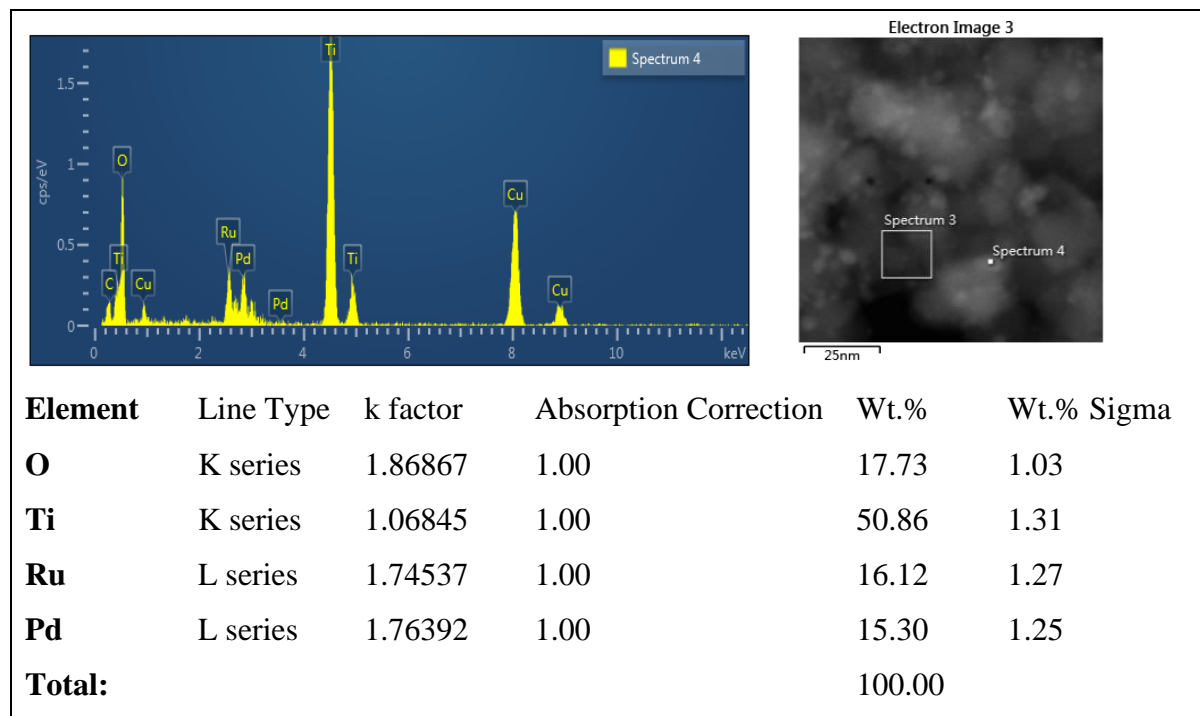 Electron Image 3
Ti
Spectrum 4
1.5
O
cps/eV
1
Cu
Ru
0.5
Ti Pd Ti
Spectrum 3
Spectrum 4
C Cu Pd Cu
0
0 2 4 6 8 10 keV
25nm
Element Line Type k factor Absorption Correction Wt.% Wt.% Sigma
O K series 1.86867 1.00 17.73 1.03
Ti K series 1.06845 1.00 50.86 1.31
Ru L series 1.74537 1.00 16.12 1.27
Pd L series 1.76392 1.00 15.30 1.25
Total: 100.00